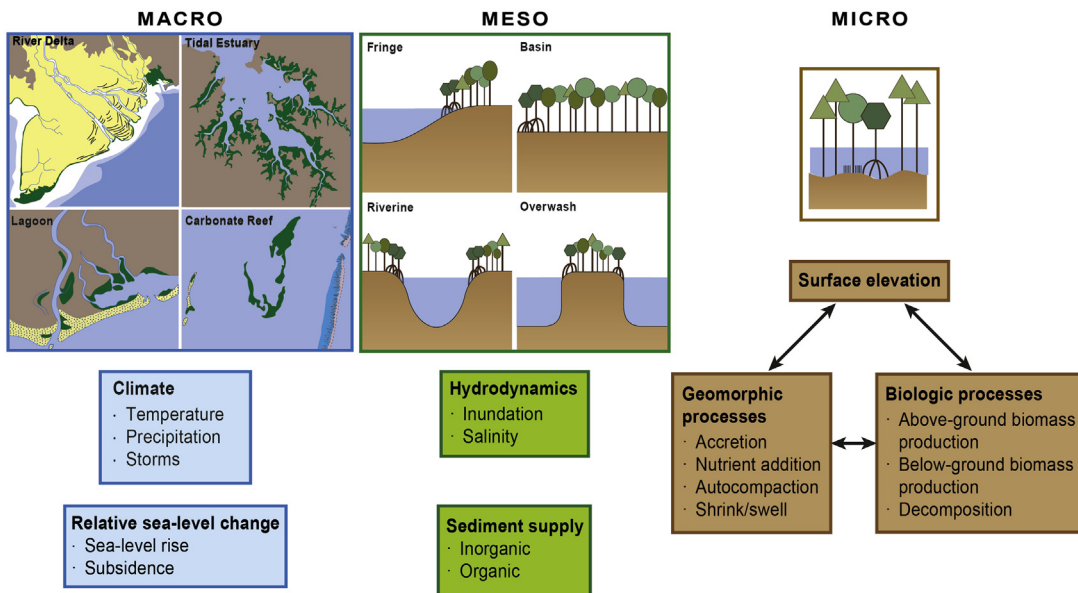 MACRO
River Delta
Tidal Estuary
Lagoon
Carbonate Reef
Climate
· Temperature
· Precipitation
· Storms
Relative sea-level change
· Sea-level rise
· Subsidence
MESO
Fringe
Basin
Riverine
Overwash
Hydrodynamics
· Inundation
· Salinity
Sediment supply
· Inorganic
· Organic
MICRO
Surface elevation
Geomorphic
processes
· Accretion
· Nutrient addition
· Autocompaction
· Shrink/swell
Biologic processes
· Above-ground biomass
production
· Below-ground biomass
production
· Decomposition